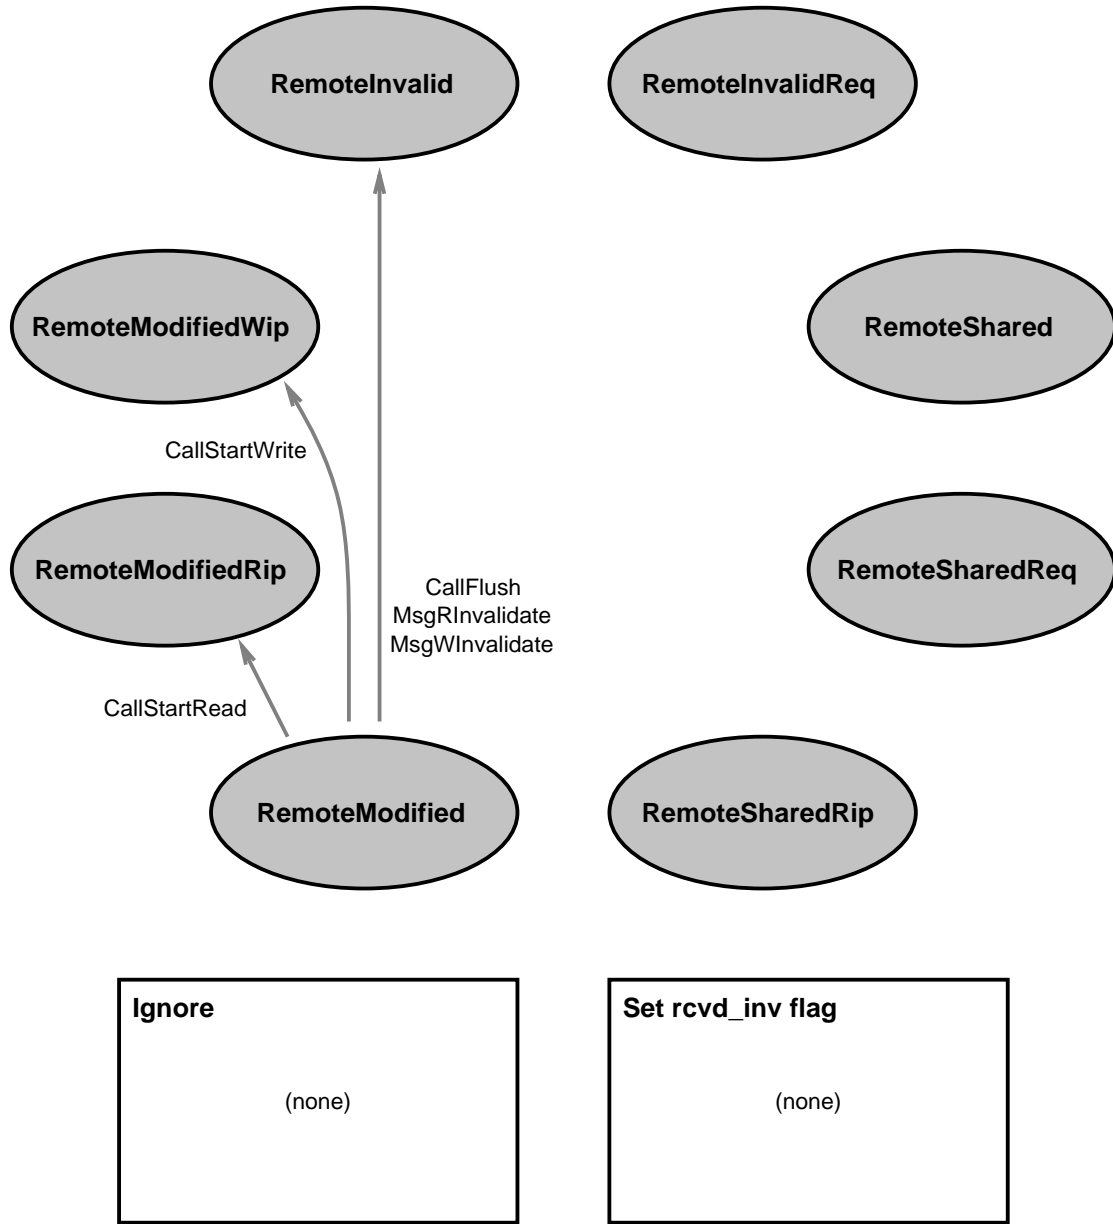 RemoteInvalid
RemoteInvalidReq
RemoteModifiedWip
RemoteShared
CallStartWrite
RemoteModifiedRip
RemoteSharedReq
CallFlush
MsgRInvalidate
MsgWInvalidate
CallStartRead
RemoteModified
RemoteSharedRip
Ignore
(none)
Set rcvd_inv flag
(none)